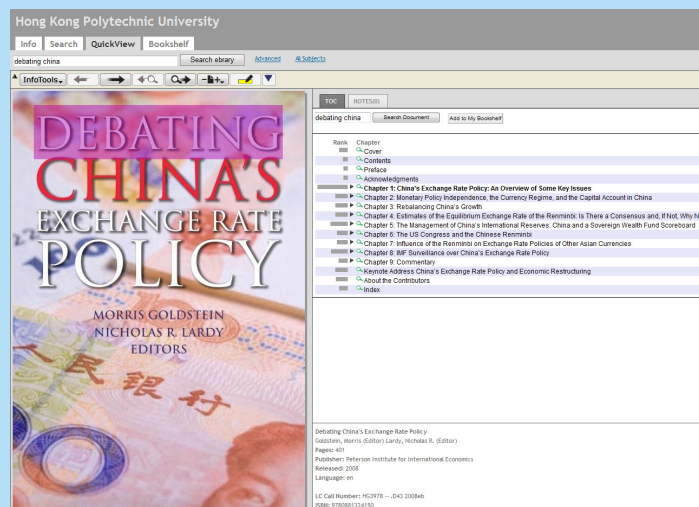 Hong Kong Polytechnic University
Info Search QuickView Bookshelf
debating china Search ebrary Advanced All Subjects
InfoTools
DEBATING
CHINA'S
EXCHANGE RATE
POLICY
MORRIS GOLDSTEIN
NICHOLAS R. LARDY
EDITORS
人民银行
TOC NOTES(0)
debating china Search Document Add to My Bookshelf
Rank Chapter
Cover
Contents
Preface
Acknowledgments
Chapter 1: China's Exchange Rate Policy: An Overview of Some Key Issues
Chapter 2: Monetary Policy Independence, the Currency Regime, and the Capital Account in China
Chapter 3: Rebalancing China's Growth
Chapter 4: Estimates of the Equilibrium Exchange Rate of the Renminbi: Is There a Consensus and, If Not, Why N
Chapter 5: The Management of China's International Reserves: China and a Sovereign Wealth Fund Scoreboard
Chapter 6: The US Congress and the Chinese Renminbi
Chapter 7: Influence of the Renminbi on Exchange Rate Policies of Other Asian Currencies
Chapter 8: IMF Surveillance over China's Exchange Rate Policy
Chapter 9: Commentary
Keynote Address China's Exchange Rate Policy and Economic Restructuring
About the Contributors
Index
Debating China's Exchange Rate Policy
Goldstein, Morris (Editor) Lardy, Nicholas R. (Editor)
Pages: 401
Publisher: Peterson Institute for International Economics
Released: 2008
Language: en
LC Call Number: HG3978 -- .D43 2008eb
ISBN: 9780881324150